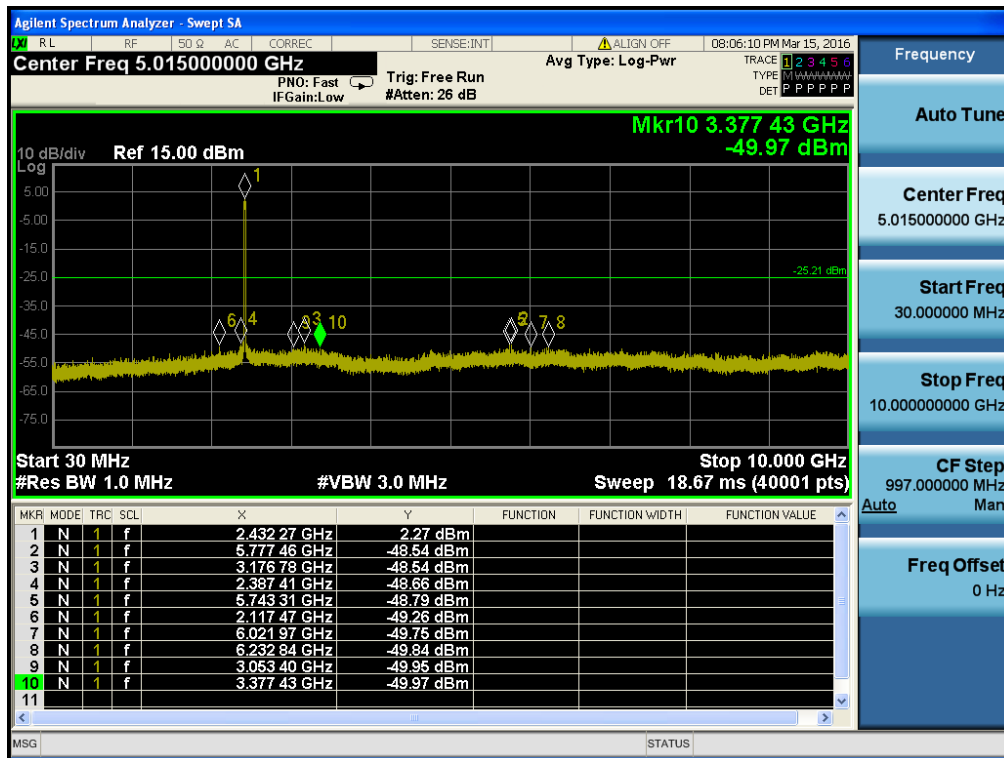 Agilent Spectrum Analyzer - Swept SA
LXI RL RF 50 Ω AC CORREC SENSE:INT ALIGN OFF 08:06:10 PM Mar 15, 2016
Center Freq 5.015000000 GHz
PNO: Fast
IFGain:Low
Trig: Free Run
#Atten: 26 dB
Avg Type: Log-Pwr
TRACE 1 2 3 4 5 6
TYPE M WWWWW
DET P P P P P P
Mkr10 3.377 43 GHz
-49.97 dBm
10 dB/div Ref 15.00 dBm
Log
5.00
-5.00
-15.0
-25.0
-35.0
-45.0
-55.0
-65.0
-75.0
-25.21 dBm
1
6 4 9 3 10 5 2 7 8
Start 30 MHz Stop 10.000 GHz
#Res BW 1.0 MHz #VBW 3.0 MHz Sweep 18.67 ms (40001 pts)
MKR MODE TRC SCL X Y FUNCTION FUNCTION WIDTH FUNCTION VALUE
1 N 1 f 2.432 27 GHz 2.27 dBm
2 N 1 f 5.777 46 GHz -48.54 dBm
3 N 1 f 3.176 78 GHz -48.54 dBm
4 N 1 f 2.387 41 GHz -48.66 dBm
5 N 1 f 5.743 31 GHz -48.79 dBm
6 N 1 f 2.117 47 GHz -49.26 dBm
7 N 1 f 6.021 97 GHz -49.75 dBm
8 N 1 f 6.232 84 GHz -49.84 dBm
9 N 1 f 3.053 40 GHz -49.95 dBm
10 N 1 f 3.377 43 GHz -49.97 dBm
11
MSG STATUS
Frequency
Auto Tune
Center Freq
5.015000000 GHz
Start Freq
30.000000 MHz
Stop Freq
10.000000000 GHz
CF Step
997.000000 MHz
Auto Man
Freq Offset
0 Hz